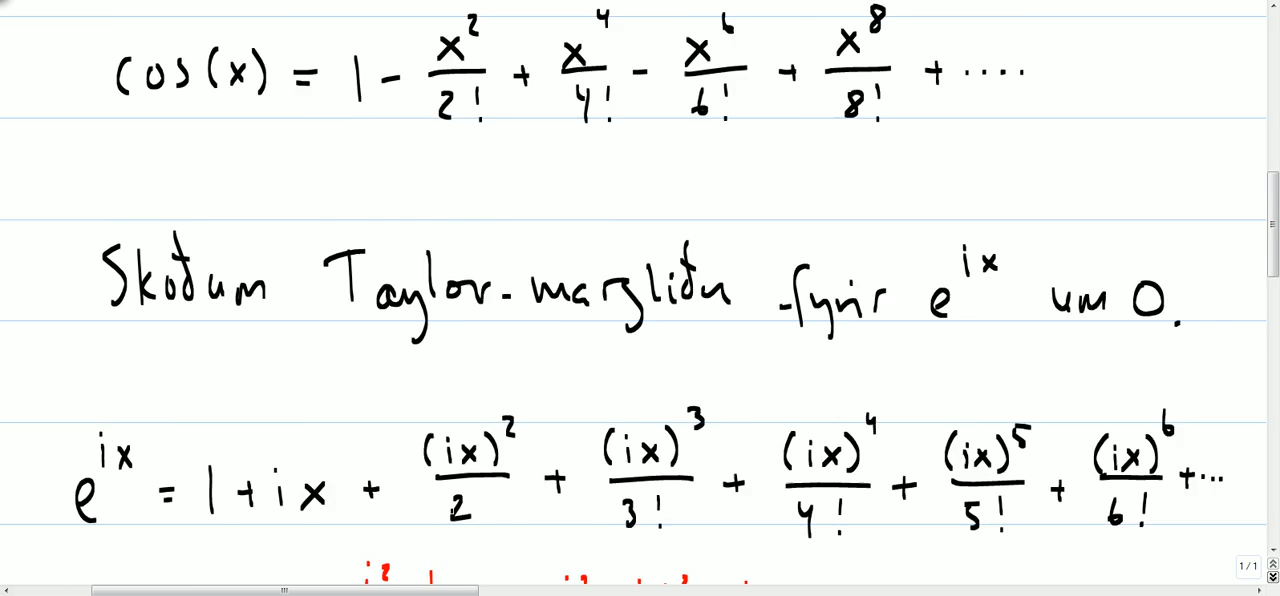 cos(x) = 1 - x²/2! + x⁴/4! - x⁶/6! + x⁸/8! + ....
Skoðum Taylor-margliðu fyrir e^{ix} um 0.
e^{ix} = 1 + ix + (ix)²/2 + (ix)³/3! + (ix)⁴/4! + (ix)⁵/5! + (ix)⁶/6! + ...
1/1